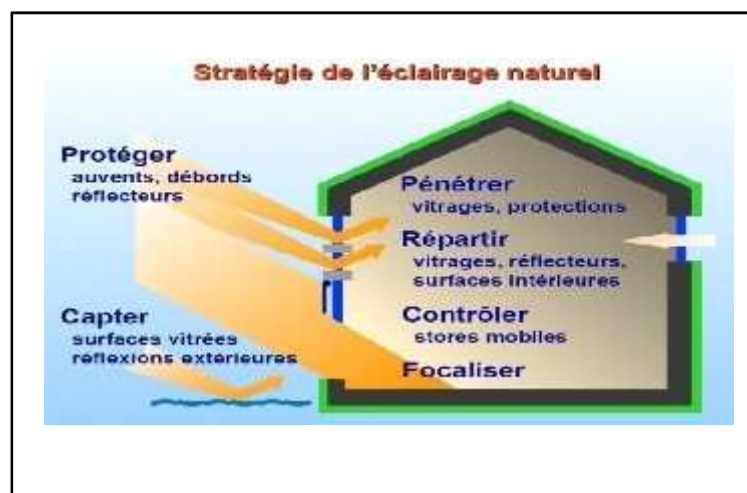 Stratégie de l'éclairage naturel
Protéger
auvents, débords
réflecteurs
Capter
surfaces vitrées
réflexions extérieures
Pénétrer
vitrages, protections
Répartir
vitrages, réflecteurs,
surfaces intérieures
Contrôler
stores mobiles
Focaliser